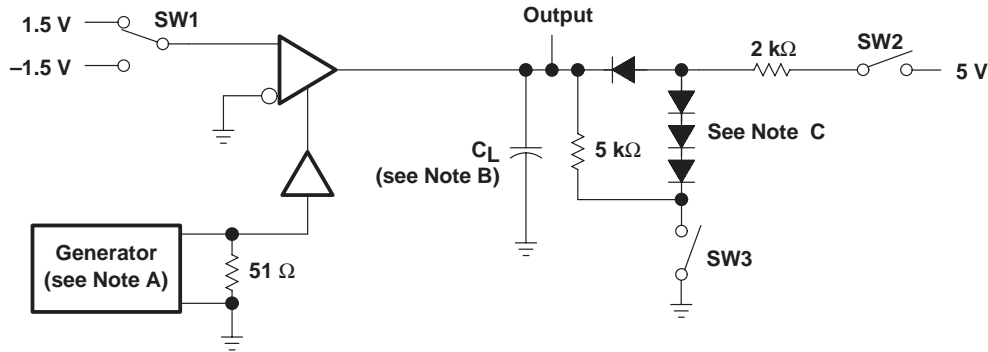 Output
1.5 V
SW1
–1.5 V
2 kΩ
SW2
5 V
See Note C
CL
(see Note B)
5 kΩ
Generator
(see Note A)
51 Ω
SW3